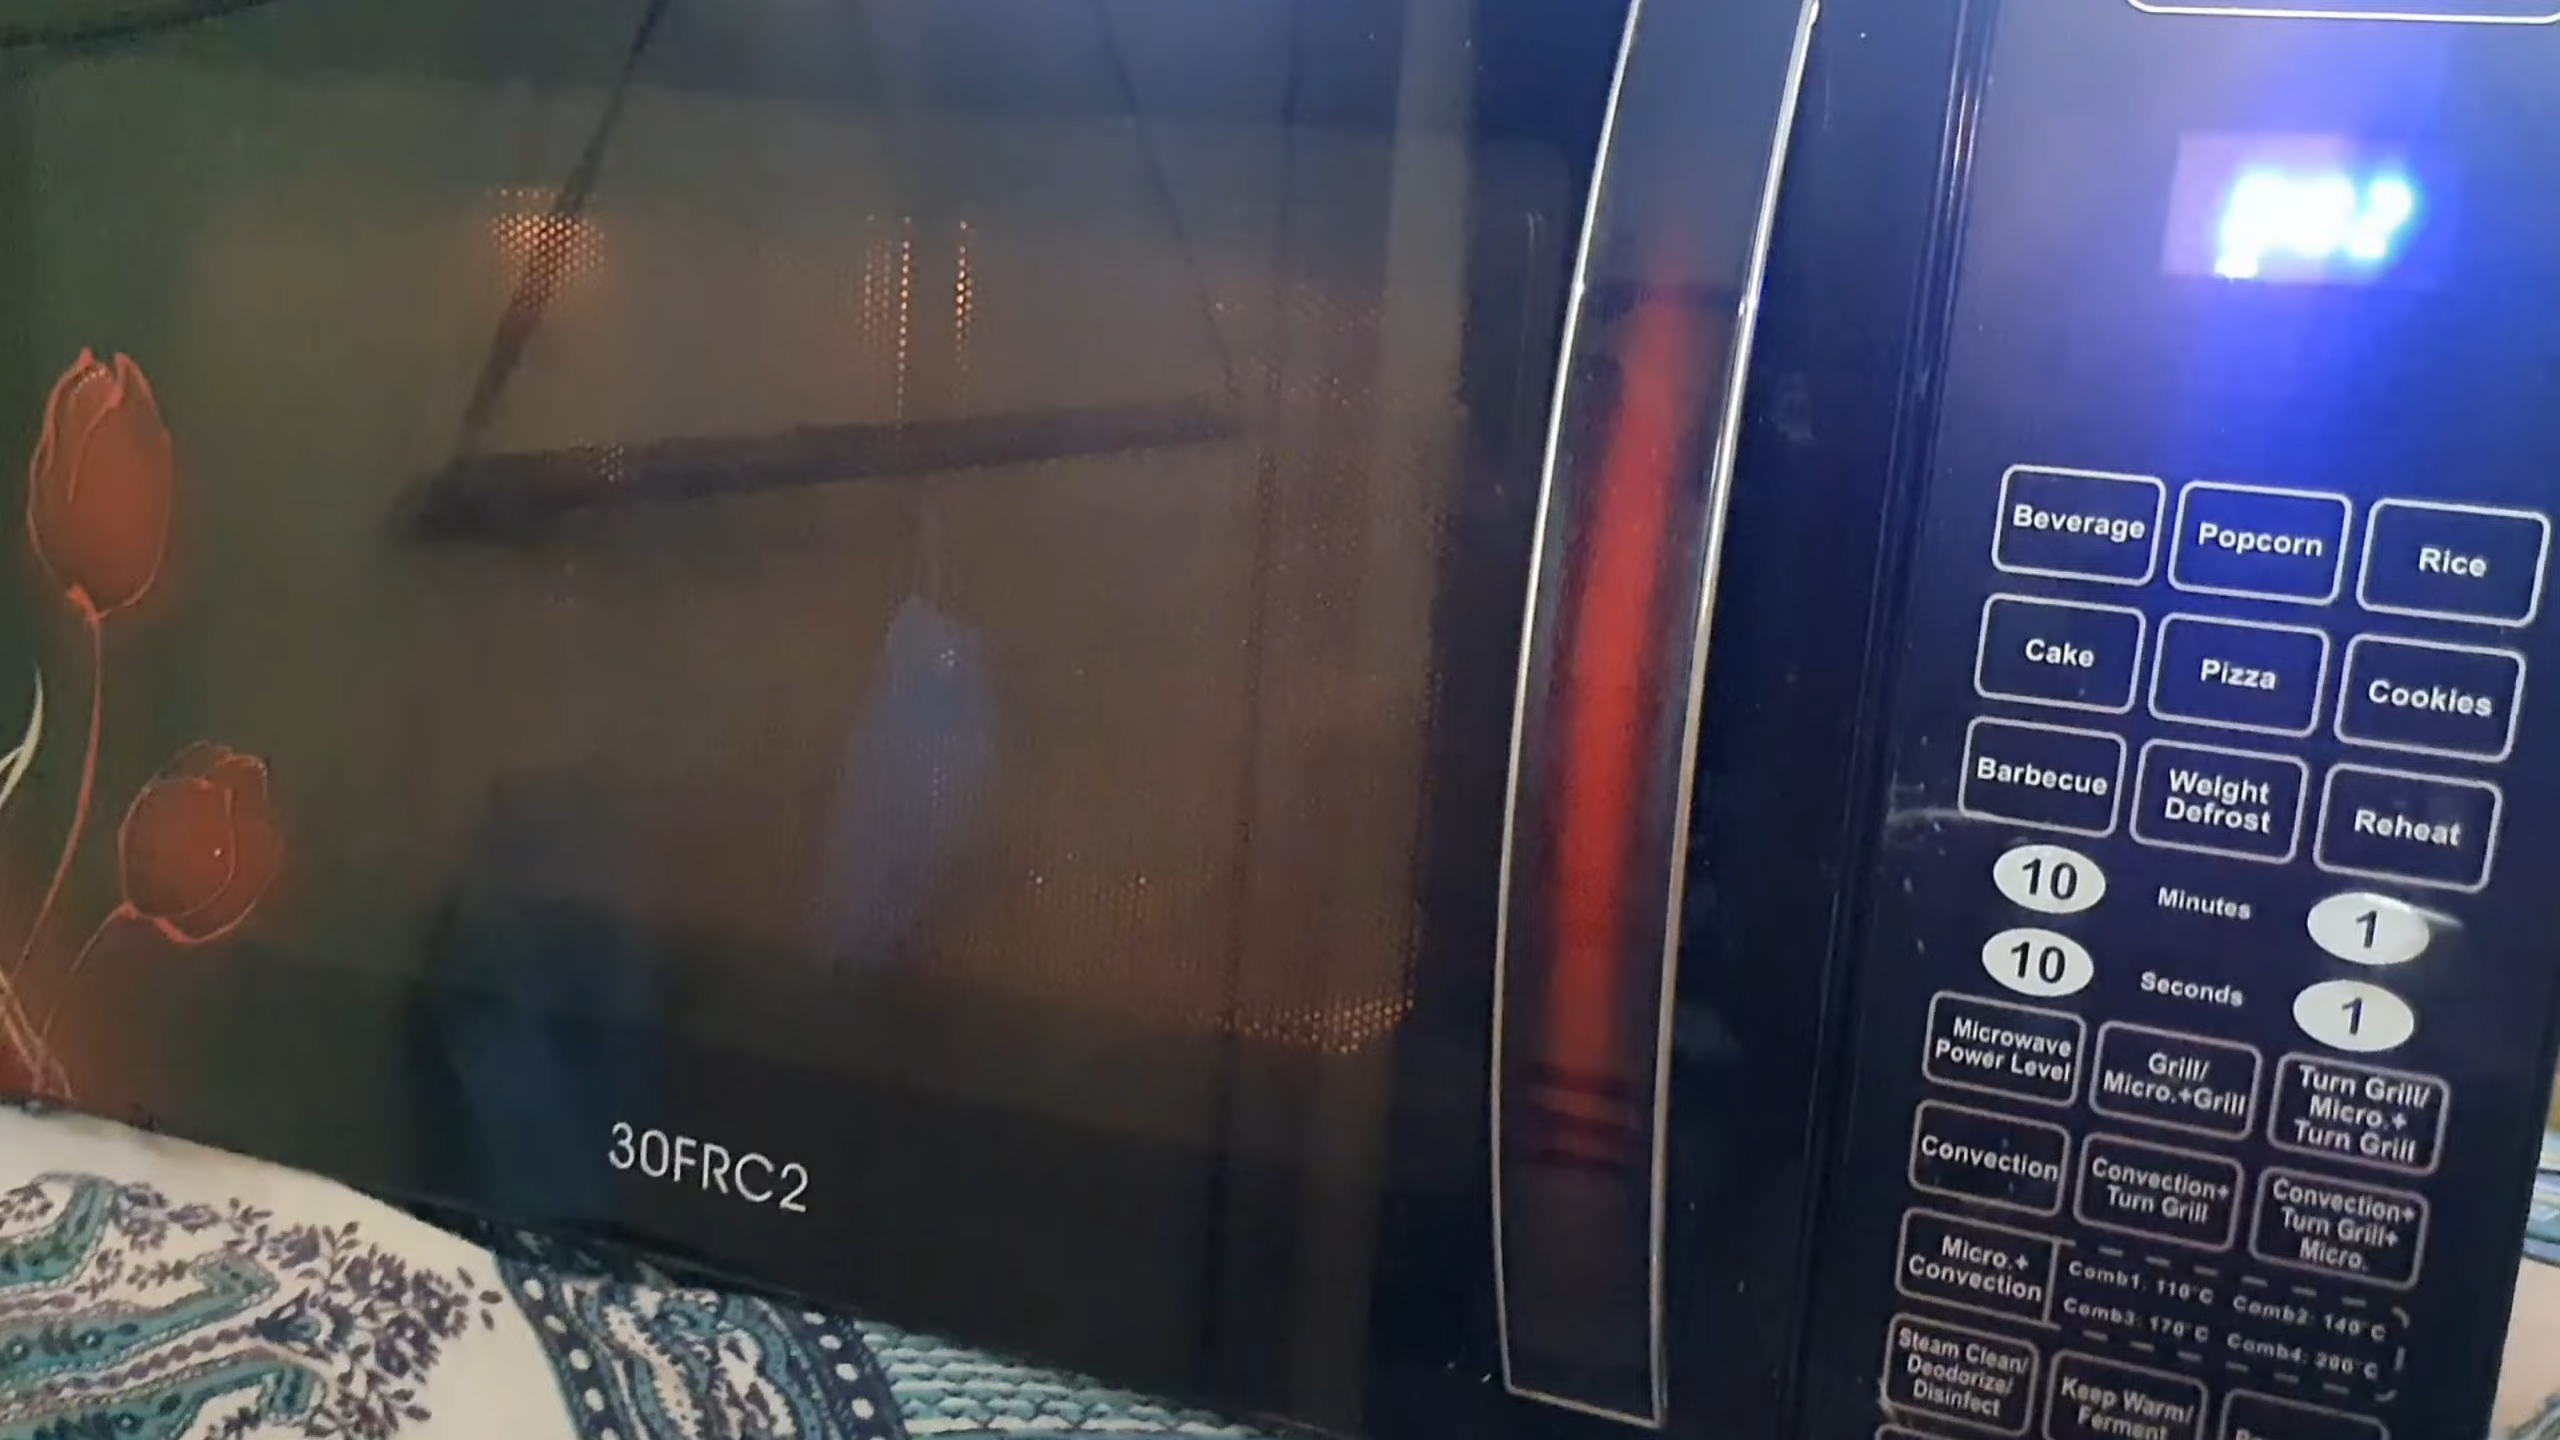 Beverage
Popcorn
Rice
Cake
Pizza
Cookies
Barbecue
Weight
Defrost
Reheat
10
Minutes
1
10
Seconds
1
Microwave
Power Level
Grill/
Micro.+Grill
Turn Grill/
Micro.+
Turn Grill
Convection
Convection+
Turn Grill
Convection+
Turn Grill+
Micro.
Micro.+
Convection
Comb1: 110°C Comb2: 140°C
Comb3: 170°C Comb4: 200°C
Steam Clean/
Deodorize/
Disinfect
Keep Warm/
Ferment
30FRC2